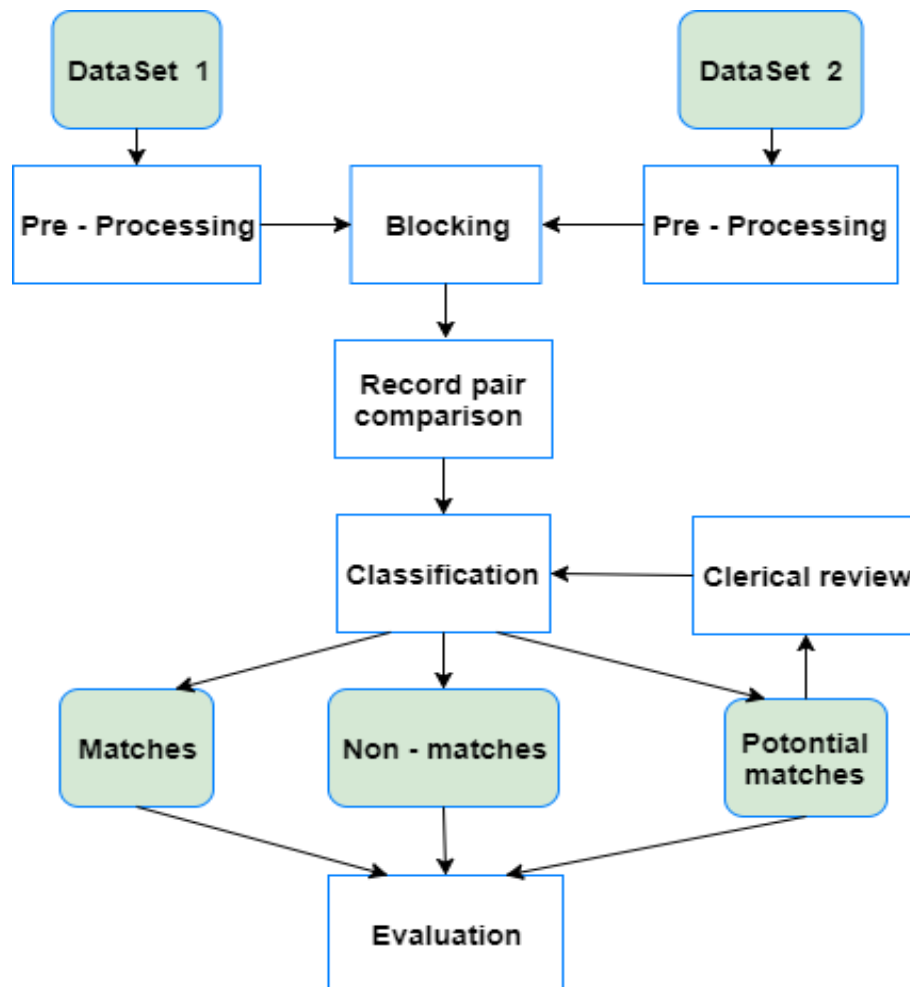 DataSet 1
DataSet 2
Pre - Processing
Blocking
Pre - Processing
Record pair
comparison
Classification
Clerical review
Matches
Non - matches
Potontial
matches
Evaluation